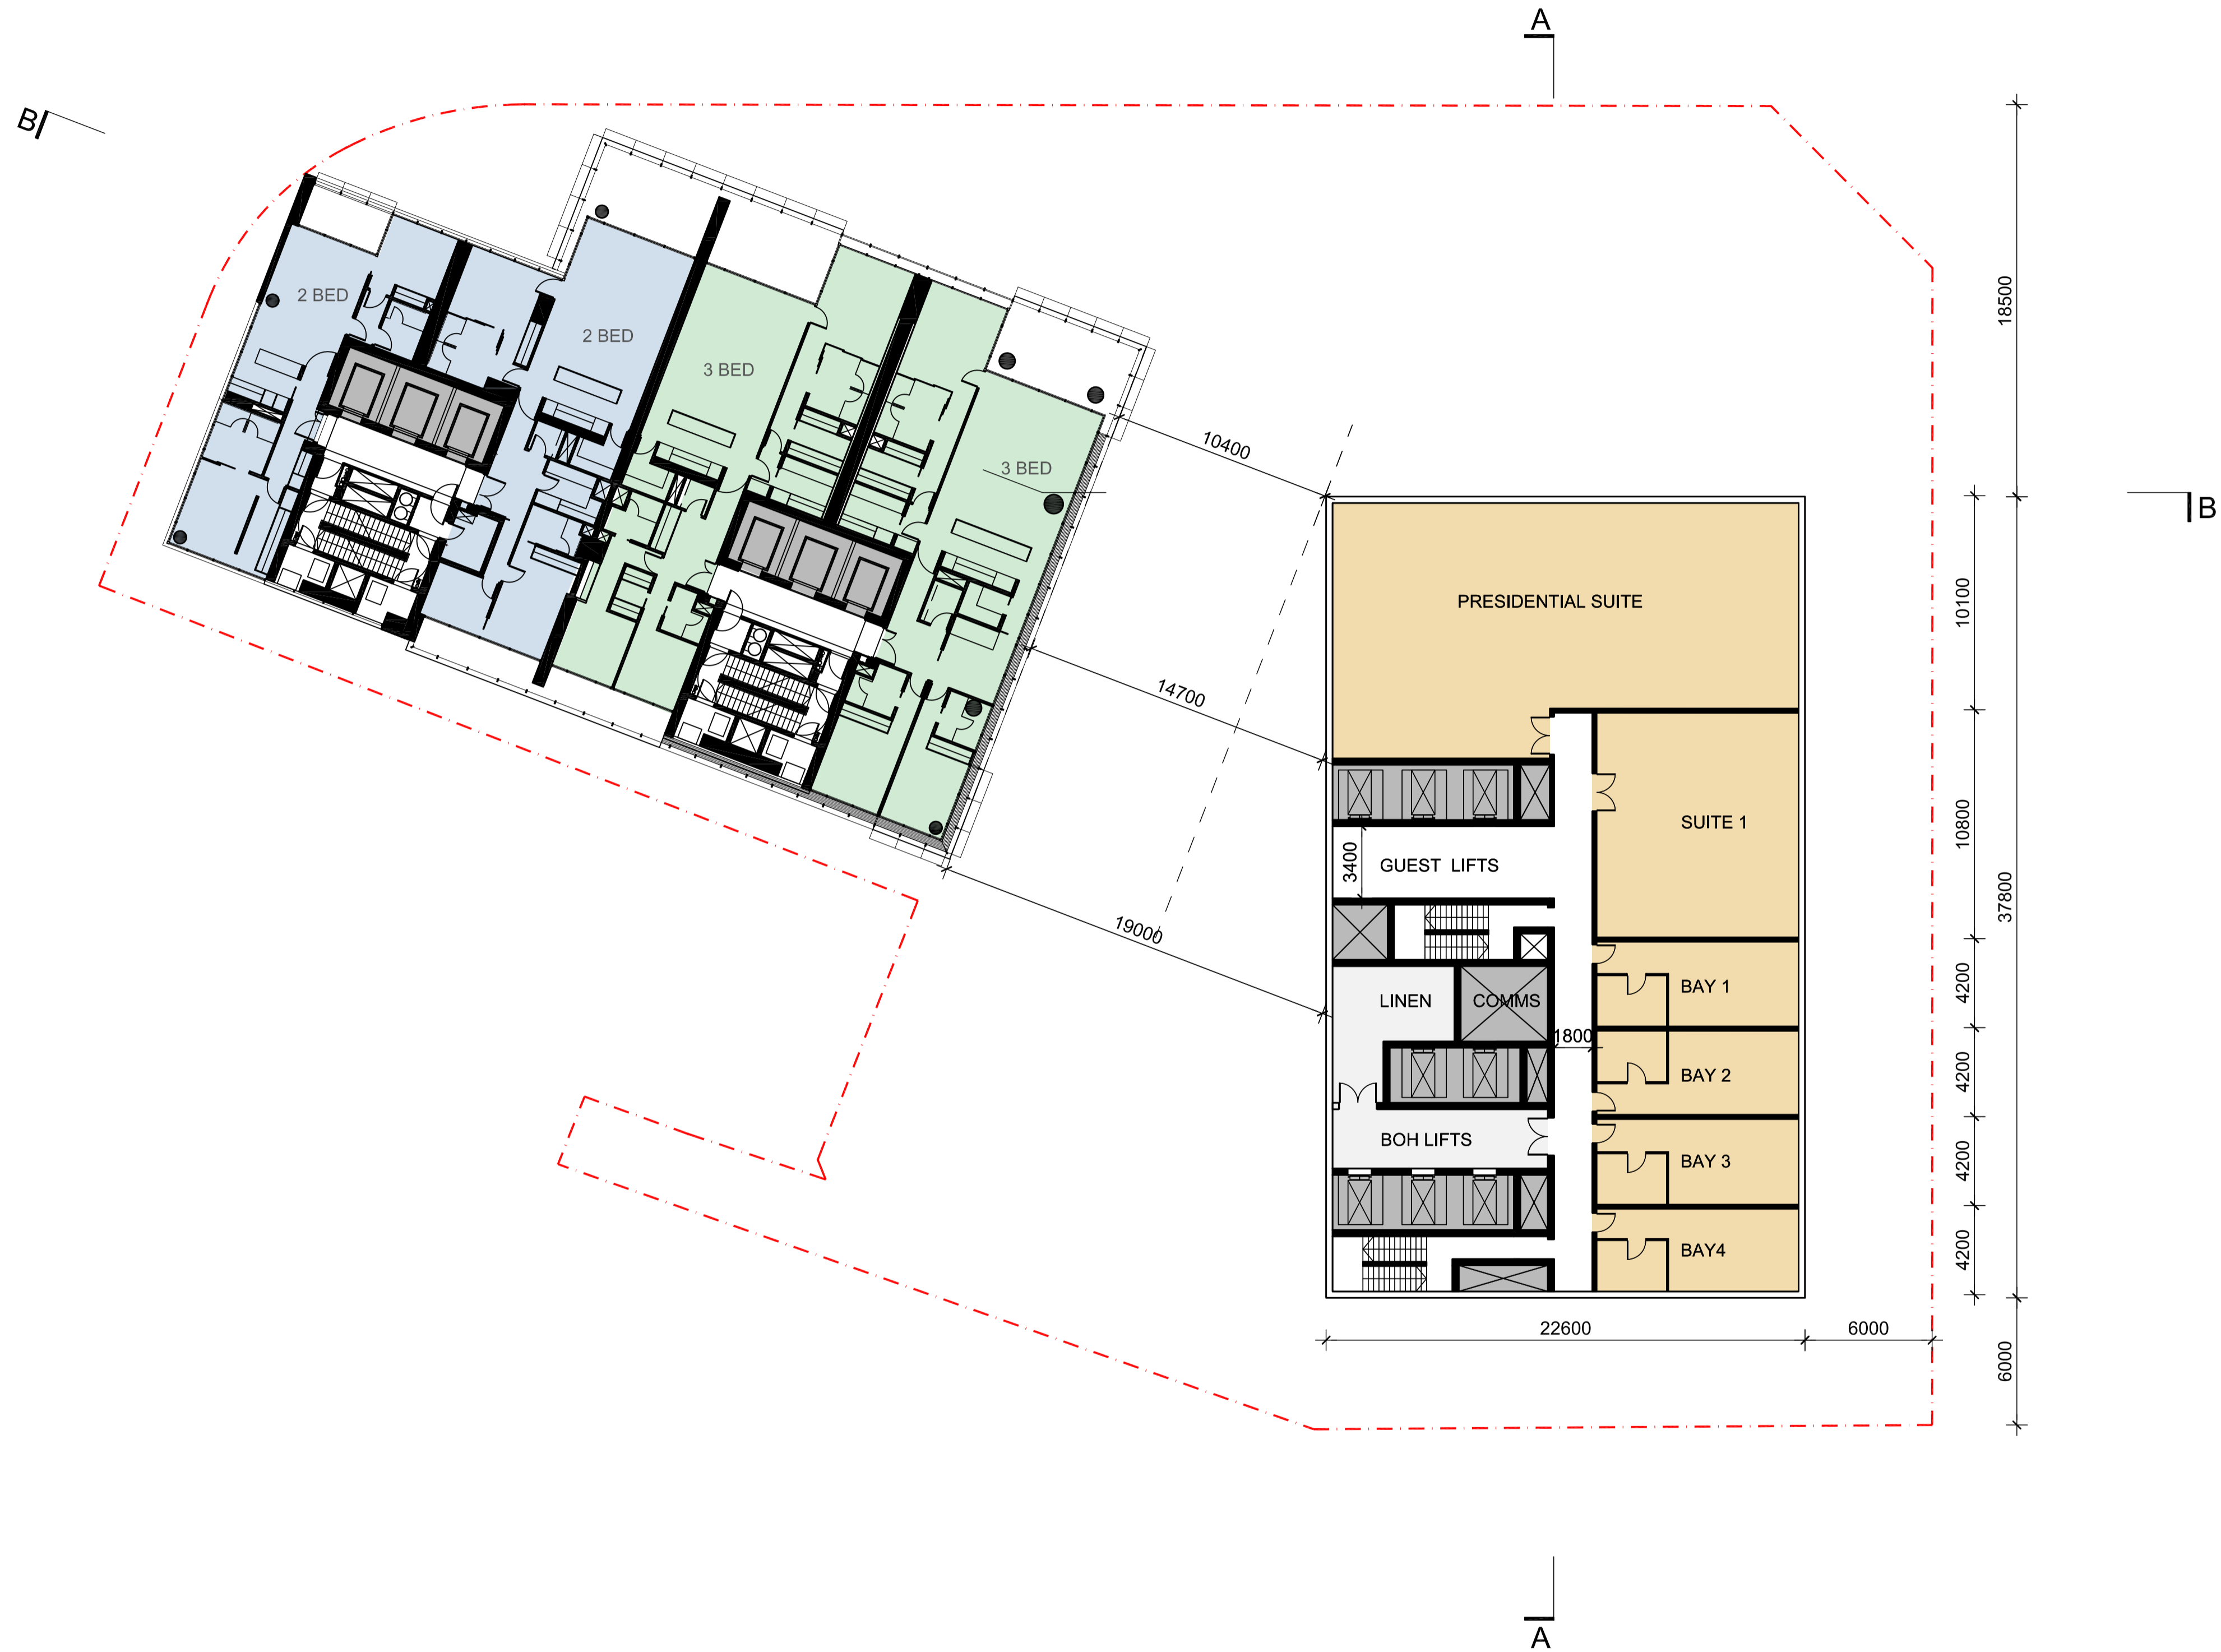 A
B
2 BED
2 BED
3 BED
3 BED
10400
14700
19000
18500
B
PRESIDENTIAL SUITE
10100
SUITE 1
10800
3400
GUEST LIFTS
37800
LINEN
COMMS
BAY 1
4200
1800
BAY 2
4200
BOH LIFTS
BAY 3
4200
BAY4
4200
22600
6000
6000
A